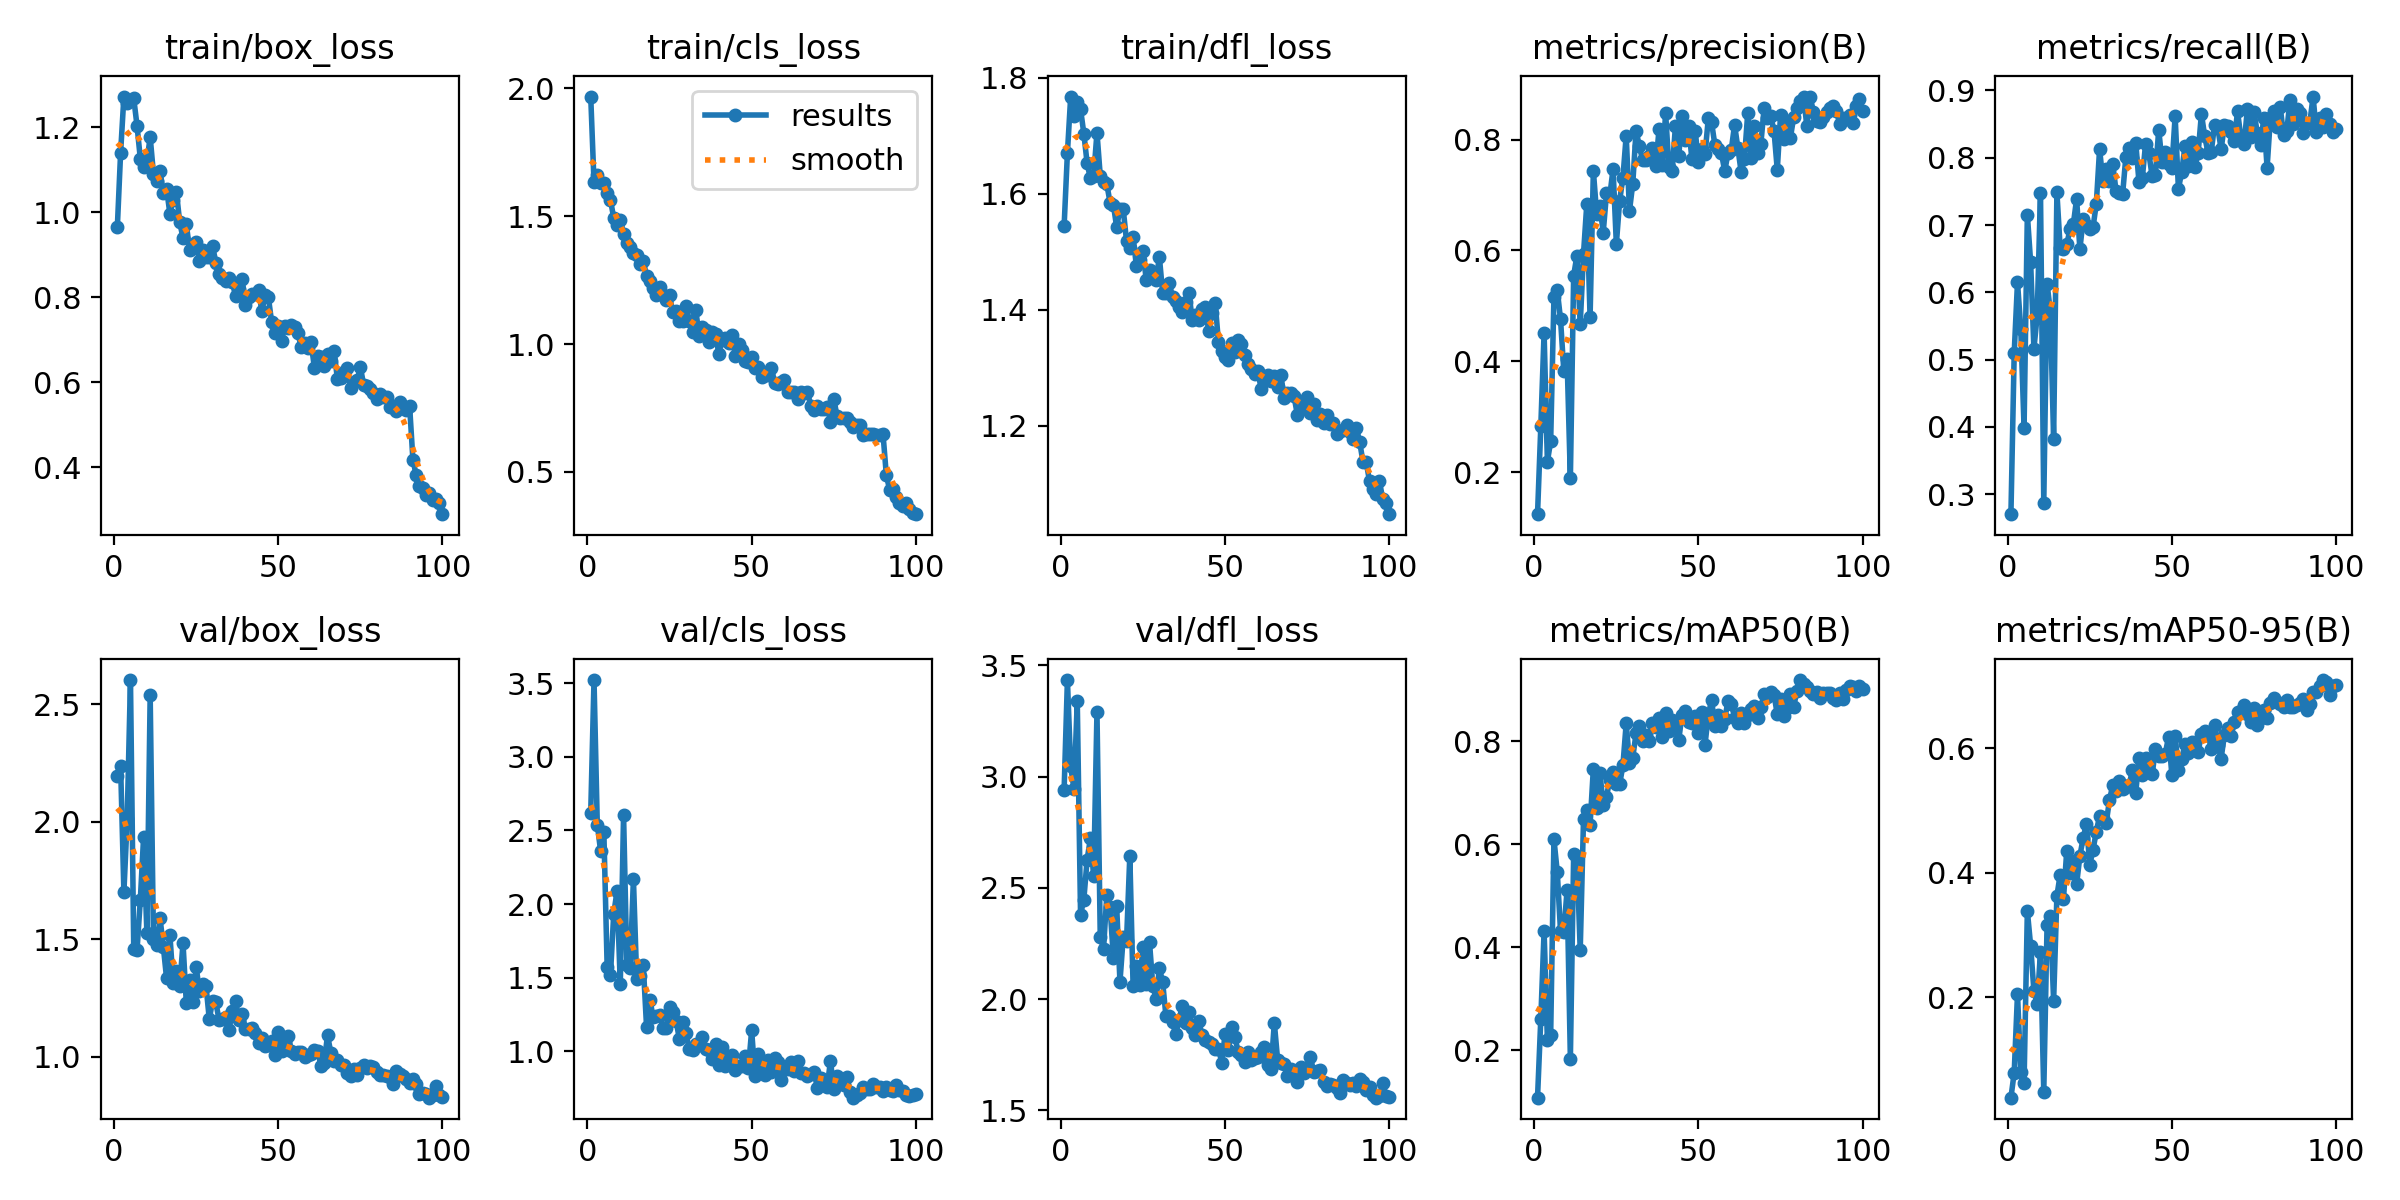 train/box_loss
1.2
1.0
0.8
0.6
0.4
0 50 100
train/cls_loss
results
smooth
2.0
1.5
1.0
0.5
0 50 100
train/dfl_loss
1.8
1.6
1.4
1.2
0 50 100
metrics/precision(B)
0.8
0.6
0.4
0.2
0 50 100
metrics/recall(B)
0.9
0.8
0.7
0.6
0.5
0.4
0.3
0 50 100
val/box_loss
2.5
2.0
1.5
1.0
0 50 100
val/cls_loss
3.5
3.0
2.5
2.0
1.5
1.0
0 50 100
val/dfl_loss
3.5
3.0
2.5
2.0
1.5
0 50 100
metrics/mAP50(B)
0.8
0.6
0.4
0.2
0 50 100
metrics/mAP50-95(B)
0.6
0.4
0.2
0 50 100